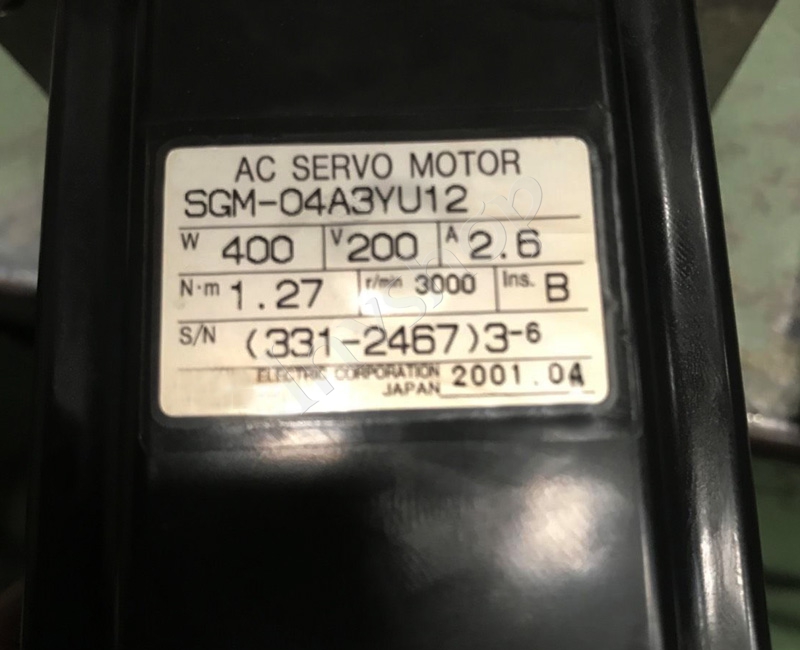 AC SERVO MOTOR
SGM-04A3YU12
W 400 V 200 A 2.6
N·m 1.27 r/min 3000 Ins. B
S/N (331-2467)3-6
ELECTRIC CORPORATION
JAPAN 2001.04